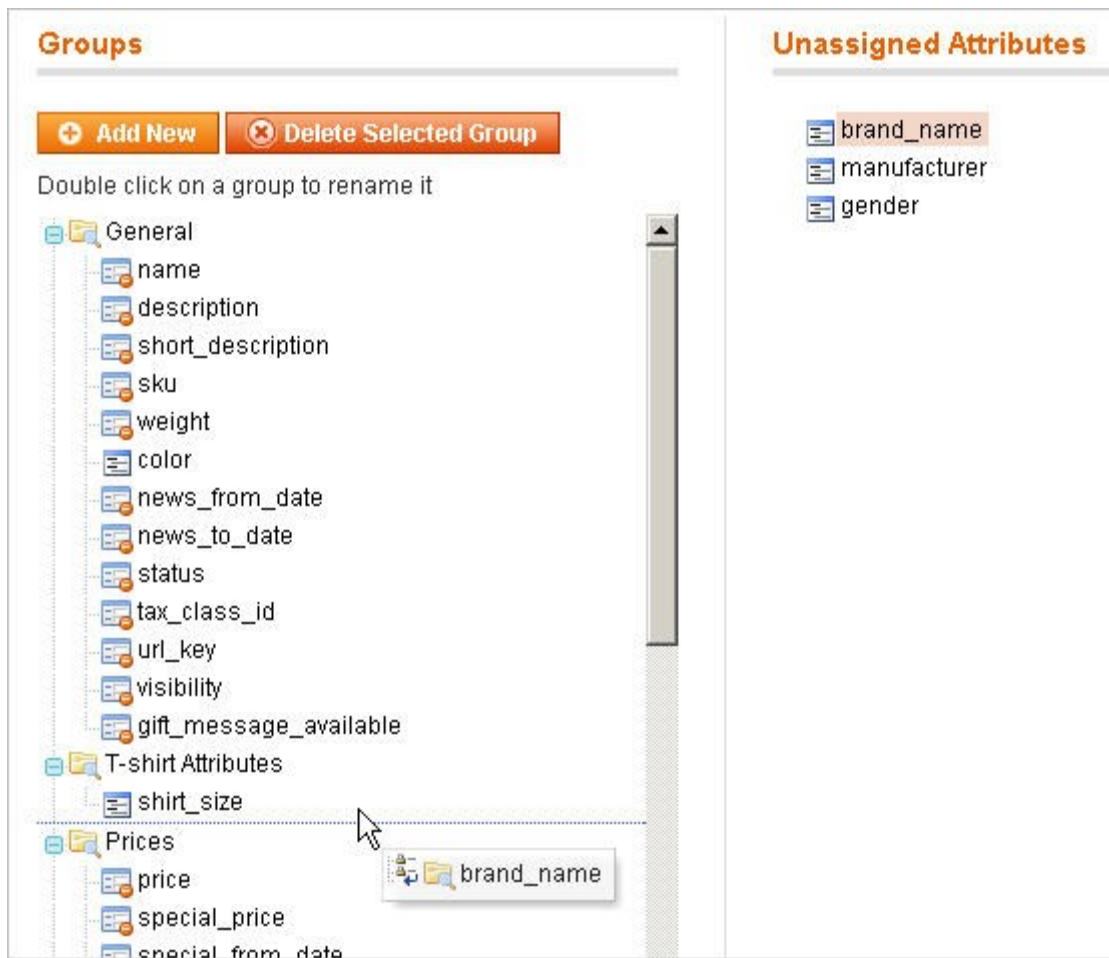 Groups
Add New
Delete Selected Group
Double click on a group to rename it
General
name
description
short_description
sku
weight
color
news_from_date
news_to_date
status
tax_class_id
url_key
visibility
gift_message_available
T-shirt Attributes
shirt_size
Prices
price
special_price
special_from_date
brand_name
Unassigned Attributes
brand_name
manufacturer
gender